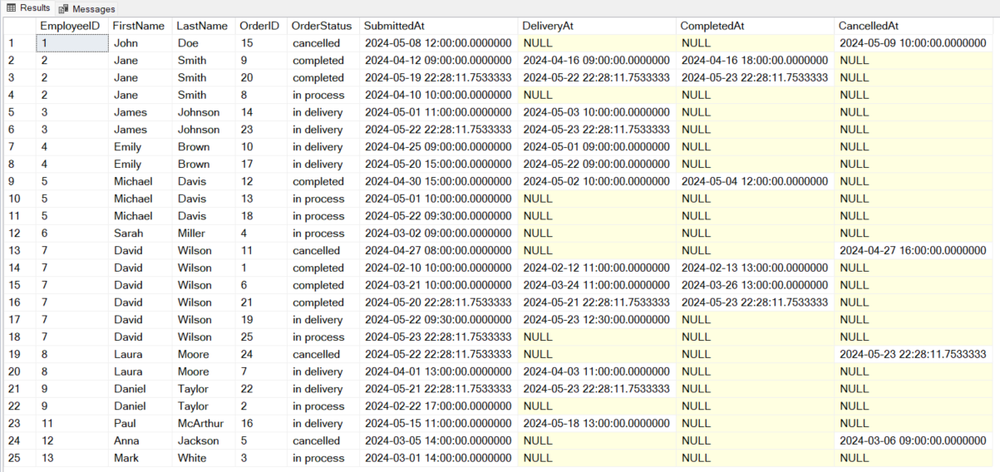 Results Messages
EmployeeID FirstName LastName OrderID OrderStatus SubmittedAt DeliveryAt CompletedAt CancelledAt
1 1 John Doe 15 cancelled 2024-05-08 12:00:00.0000000 NULL NULL 2024-05-09 10:00:00.0000000
2 2 Jane Smith 9 completed 2024-04-12 09:00:00.0000000 2024-04-16 09:00:00.0000000 2024-04-16 18:00:00.0000000 NULL
3 2 Jane Smith 20 completed 2024-05-19 22:28:11.7533333 2024-05-22 22:28:11.7533333 2024-05-23 22:28:11.7533333 NULL
4 2 Jane Smith 8 in process 2024-04-10 10:00:00.0000000 NULL NULL NULL
5 3 James Johnson 14 in delivery 2024-05-01 11:00:00.0000000 2024-05-03 10:00:00.0000000 NULL NULL
6 3 James Johnson 23 in delivery 2024-05-22 22:28:11.7533333 2024-05-23 22:28:11.7533333 NULL NULL
7 4 Emily Brown 10 in delivery 2024-04-25 09:00:00.0000000 2024-05-01 09:00:00.0000000 NULL NULL
8 4 Emily Brown 17 in delivery 2024-05-20 15:00:00.0000000 2024-05-22 09:00:00.0000000 NULL NULL
9 5 Michael Davis 12 completed 2024-04-30 15:00:00.0000000 2024-05-02 10:00:00.0000000 2024-05-04 12:00:00.0000000 NULL
10 5 Michael Davis 13 in process 2024-05-01 10:00:00.0000000 NULL NULL NULL
11 5 Michael Davis 18 in process 2024-05-22 09:30:00.0000000 NULL NULL NULL
12 6 Sarah Miller 4 in process 2024-03-02 09:00:00.0000000 NULL NULL NULL
13 7 David Wilson 11 cancelled 2024-04-27 08:00:00.0000000 NULL NULL 2024-04-27 16:00:00.0000000
14 7 David Wilson 1 completed 2024-02-10 10:00:00.0000000 2024-02-12 11:00:00.0000000 2024-02-13 13:00:00.0000000 NULL
15 7 David Wilson 6 completed 2024-03-21 10:00:00.0000000 2024-03-24 11:00:00.0000000 2024-03-26 13:00:00.0000000 NULL
16 7 David Wilson 21 completed 2024-05-20 22:28:11.7533333 2024-05-21 22:28:11.7533333 2024-05-23 22:28:11.7533333 NULL
17 7 David Wilson 19 in delivery 2024-05-22 09:30:00.0000000 2024-05-23 12:30:00.0000000 NULL NULL
18 7 David Wilson 25 in process 2024-05-23 22:28:11.7533333 NULL NULL NULL
19 8 Laura Moore 24 cancelled 2024-05-22 22:28:11.7533333 NULL NULL 2024-05-23 22:28:11.7533333
20 8 Laura Moore 7 in delivery 2024-04-01 13:00:00.0000000 2024-04-03 11:00:00.0000000 NULL NULL
21 9 Daniel Taylor 22 in delivery 2024-05-21 22:28:11.7533333 2024-05-23 22:28:11.7533333 NULL NULL
22 9 Daniel Taylor 2 in process 2024-02-22 17:00:00.0000000 NULL NULL NULL
23 11 Paul McArthur 16 in delivery 2024-05-15 11:00:00.0000000 2024-05-18 13:00:00.0000000 NULL NULL
24 12 Anna Jackson 5 cancelled 2024-03-05 14:00:00.0000000 NULL NULL 2024-03-06 09:00:00.0000000
25 13 Mark White 3 in process 2024-03-01 14:00:00.0000000 NULL NULL NULL